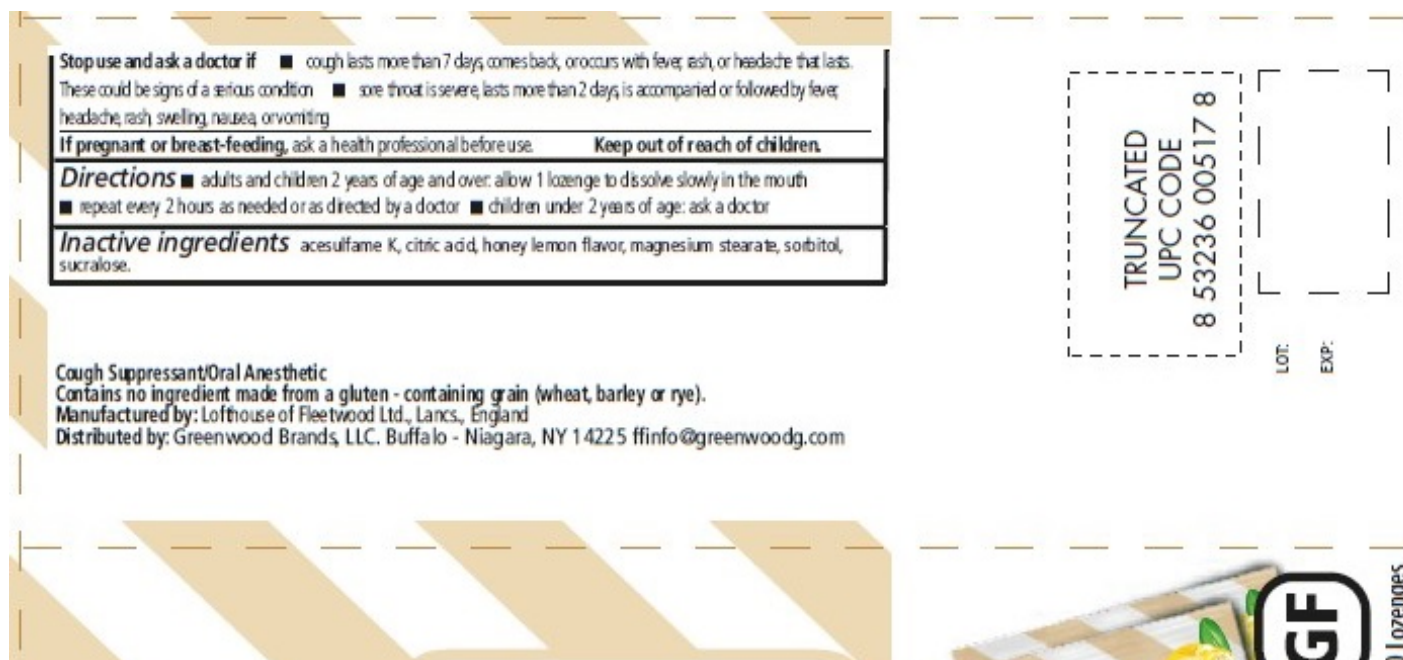 Stop use and ask a doctor if ■ cough lasts more than 7 days, comes back, or occurs with fever, rash, or headache that lasts.
These could be signs of a serious condition ■ sore throat is severe, lasts more than 2 days, is accompanied or followed by fever,
headache, rash, swelling, nausea, or vomiting
If pregnant or breast-feeding, ask a health professional before use. Keep out of reach of children.
Directions ■ adults and children 2 years of age and over: allow 1 lozenge to dissolve slowly in the mouth
■ repeat every 2 hours as needed or as directed by a doctor ■ children under 2 years of age: ask a doctor
Inactive ingredients acesulfame K, citric acid, honey lemon flavor, magnesium stearate, sorbitol,
sucralose.
Cough Suppressant/Oral Anesthetic
Contains no ingredient made from a gluten - containing grain (wheat, barley or rye).
Manufactured by: Lofthouse of Fleetwood Ltd., Lancs., England
Distributed by: Greenwood Brands, LLC. Buffalo - Niagara, NY 14225 ffinfo@greenwoodg.com
TRUNCATED
UPC CODE
8 53236 00517 8
LOT:
EXP:
GF
Lozenges